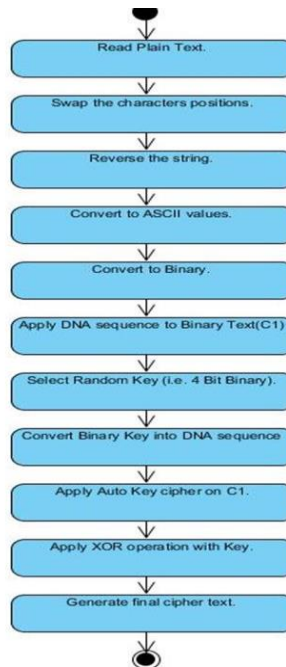 Read Plain Text.
Swap the characters positions.
Reverse the string.
Convert to ASCII values.
Convert to Binary.
Apply DNA sequence to Binary Text(C1)
Select Random Key (i.e. 4 Bit Binary).
Convert Binary Key into DNA sequence
Apply Auto Key cipher on C1.
Apply XOR operation with Key.
Generate final cipher text.